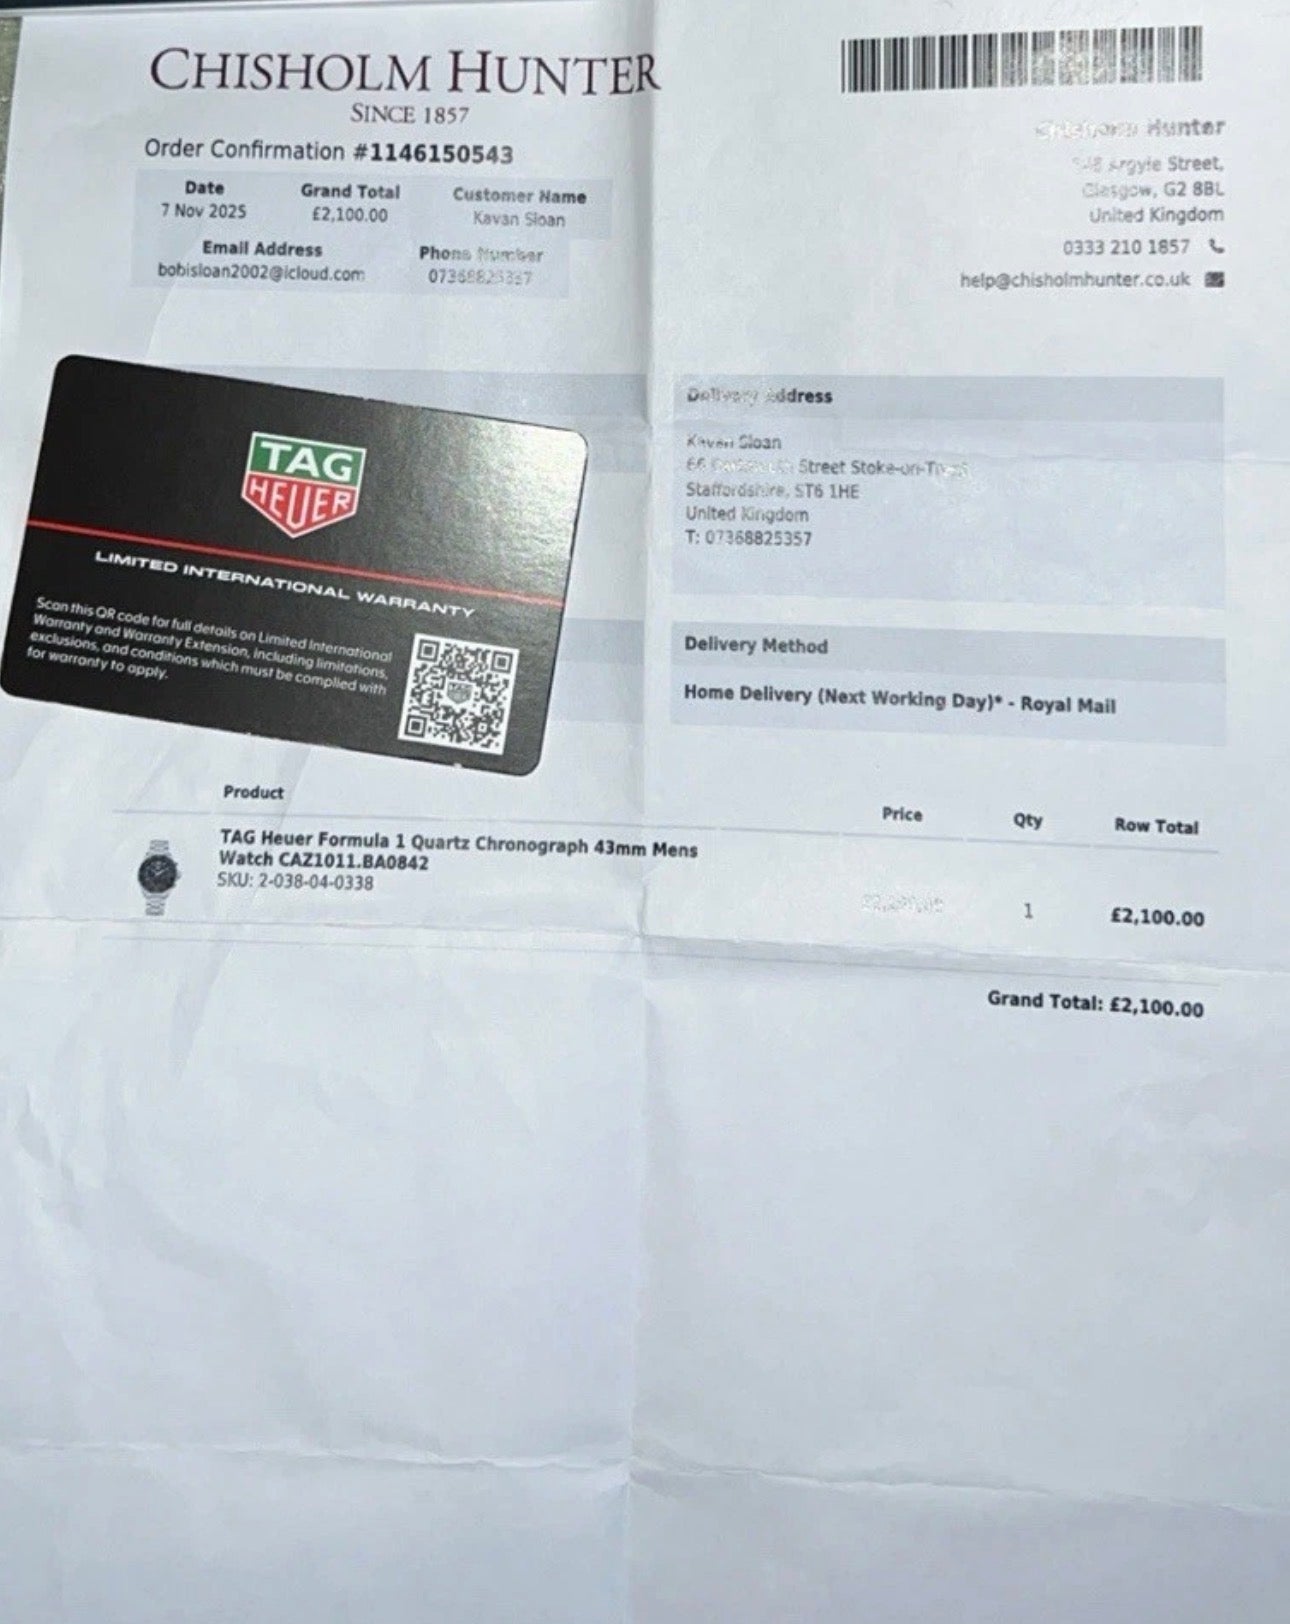 CHISHOLM HUNTER
SINCE 1857
Order Confirmation #1146150543
Date
7 Nov 2025
Grand Total
£2,100.00
Customer Name
Kavan Sloan
Email Address
bobisloan2002@icloud.com
Phone Number
Hunter
Argyle Street,
Glasgow, G2 8BL
United Kingdom
0333 210 1857
help@chisholmhunter.co.uk
TAG
HEUER
LIMITED INTERNATIONAL WARRANTY
Scan this QR code for full details on Limited International
Warranty and Warranty Extension, including limitations,
exclusions, and conditions which must be complied with
for warranty to apply.
Delivery Address
Kavan Sloan
Street Stoke-on-Trent
Staffordshire, ST6 1HE
United Kingdom
T: 07368825357
Delivery Method
Home Delivery (Next Working Day)* - Royal Mail
Product
Price
Qty
Row Total
TAG Heuer Formula 1 Quartz Chronograph 43mm Mens
Watch CAZ1011.BA0842
SKU: 2-038-04-0338
1
£2,100.00
Grand Total: £2,100.00